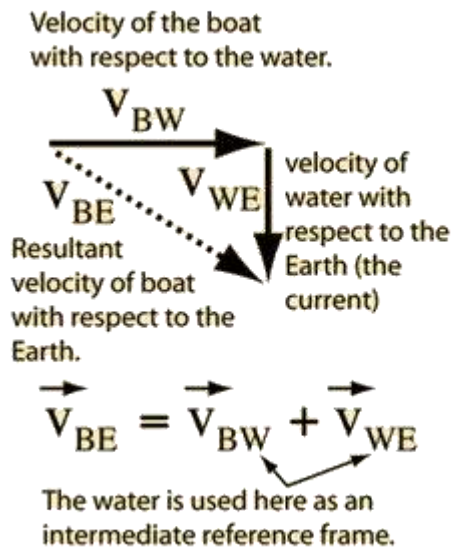 Velocity of the boat
with respect to the water.
V BW
velocity of
water with
respect to the
Earth (the
current)
V WE
V BE
Resultant
velocity of boat
with respect to the
Earth.
V BE = V BW + V WE
The water is used here as an
intermediate reference frame.